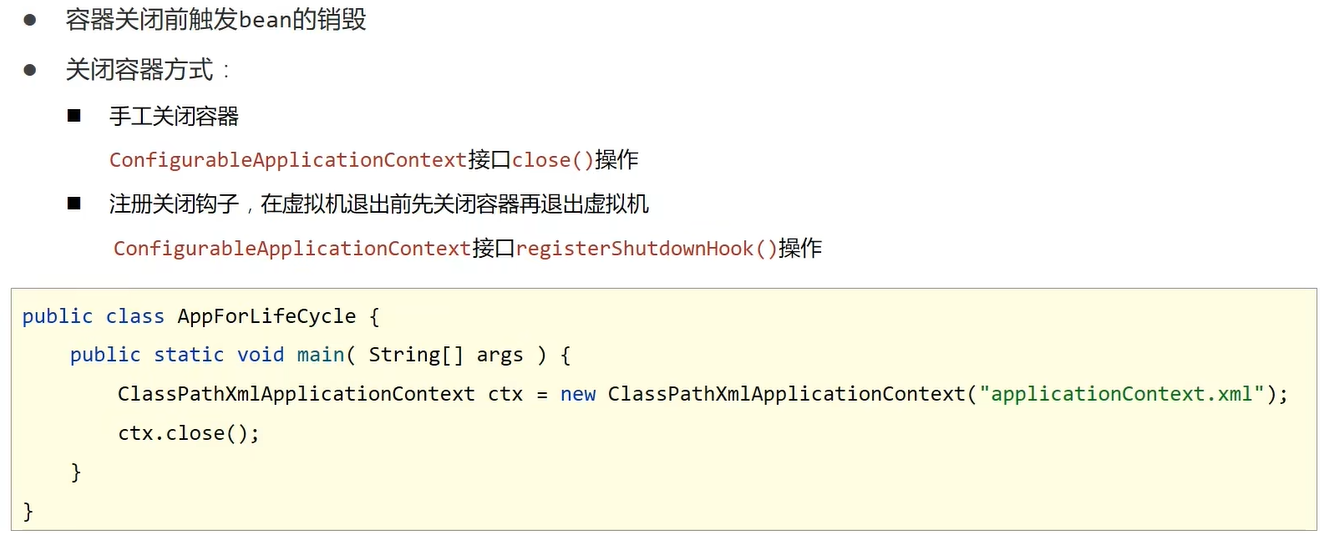 ● 容器关闭前触发bean的销毁
● 关闭容器方式：
■ 手工关闭容器
ConfigurableApplicationContext接口close()操作
■ 注册关闭钩子，在虚拟机退出前先关闭容器再退出虚拟机
ConfigurableApplicationContext接口registerShutdownHook()操作
public class AppForLifeCycle {
    public static void main( String[] args ) {
        ClassPathXmlApplicationContext ctx = new ClassPathXmlApplicationContext("applicationContext.xml");
        ctx.close();
    }
}